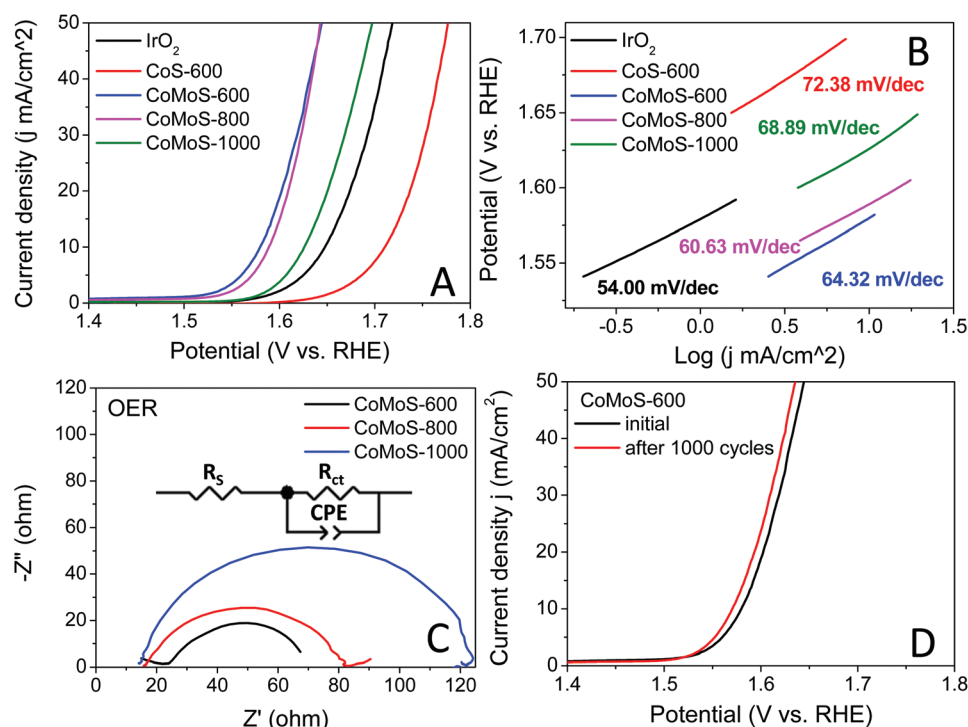 50
40
30
20
10
0
1.4
1.5
1.6
1.7
1.8
Current density (j mA/cm^2)
Potential (V vs. RHE)
IrO₂
CoS-600
CoMoS-600
CoMoS-800
CoMoS-1000
A
1.70
1.65
1.60
1.55
-0.5
0.0
0.5
1.0
1.5
Potential (V vs. RHE)
Log (j mA/cm^2)
IrO₂
CoS-600
CoMoS-600
CoMoS-800
CoMoS-1000
B
72.38 mV/dec
68.89 mV/dec
60.63 mV/dec
64.32 mV/dec
54.00 mV/dec
120
100
80
60
40
20
0
0
20
40
60
80
100
120
-Z" (ohm)
Z' (ohm)
OER
CoMoS-600
CoMoS-800
CoMoS-1000
R_S
R_ct
CPE
C
50
40
30
20
10
0
1.4
1.5
1.6
1.7
1.8
Current density j (mA/cm²)
Potential (V vs. RHE)
CoMoS-600
initial
after 1000 cycles
D